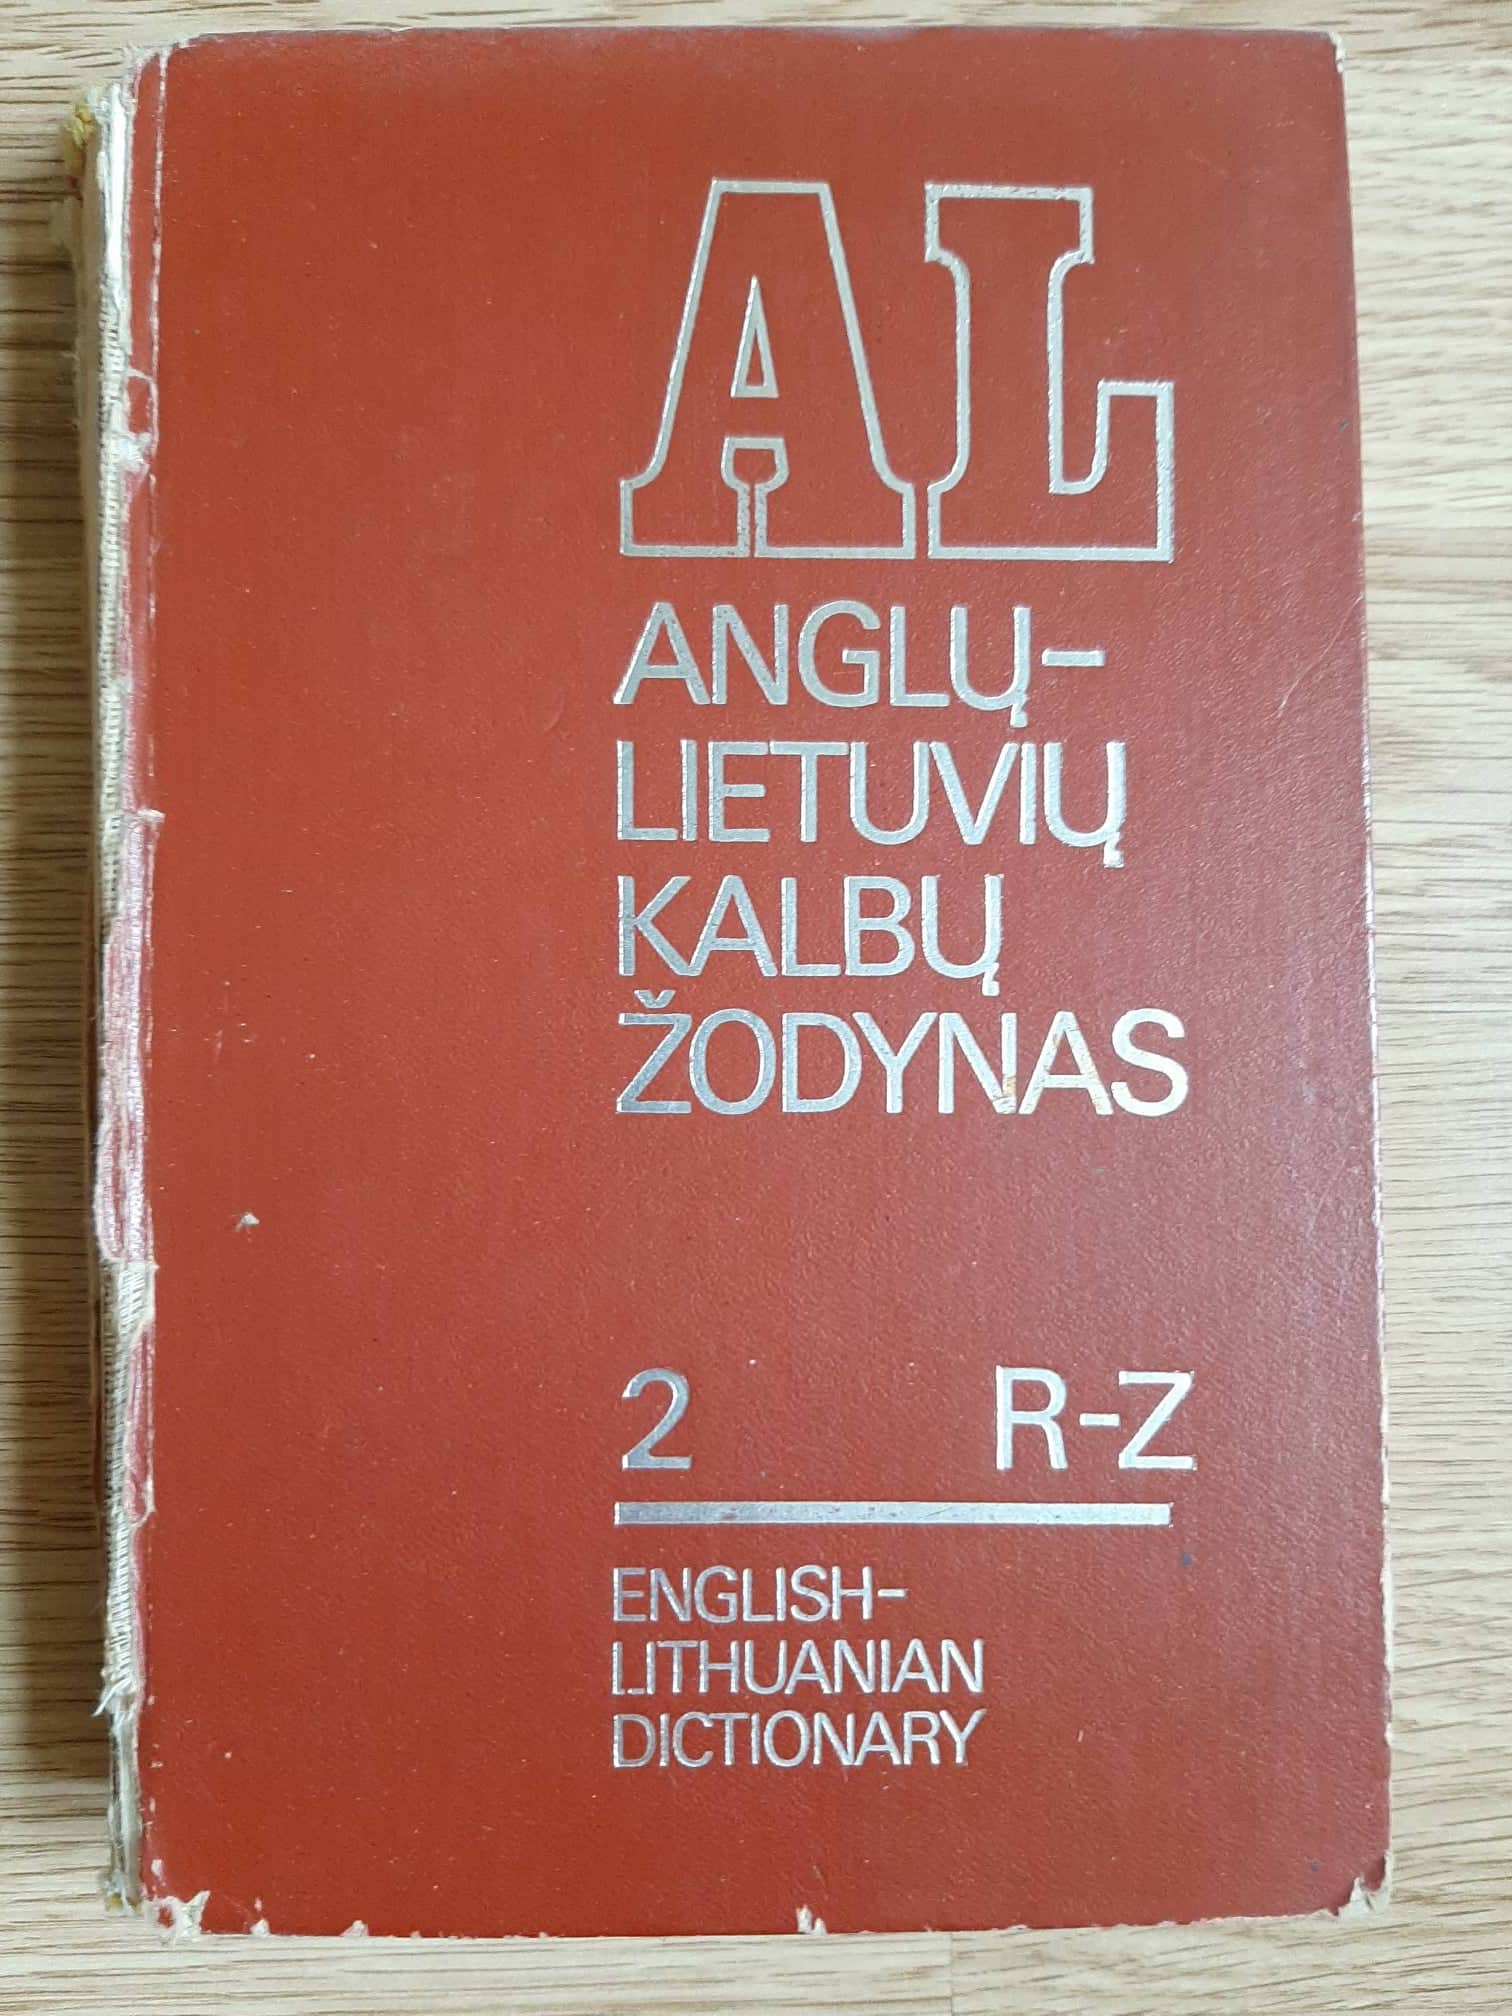 AL
ANGLŲ-
LIETUVIŲ
KALBŲ
ŽODYNAS
2 R-Z
ENGLISH-
LITHUANIAN
DICTIONARY